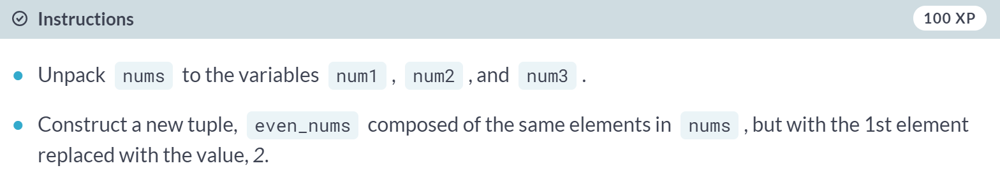 Instructions 100 XP
Unpack nums to the variables num1 , num2 , and num3 .
Construct a new tuple, even_nums composed of the same elements in nums , but with the 1st element
replaced with the value, 2.